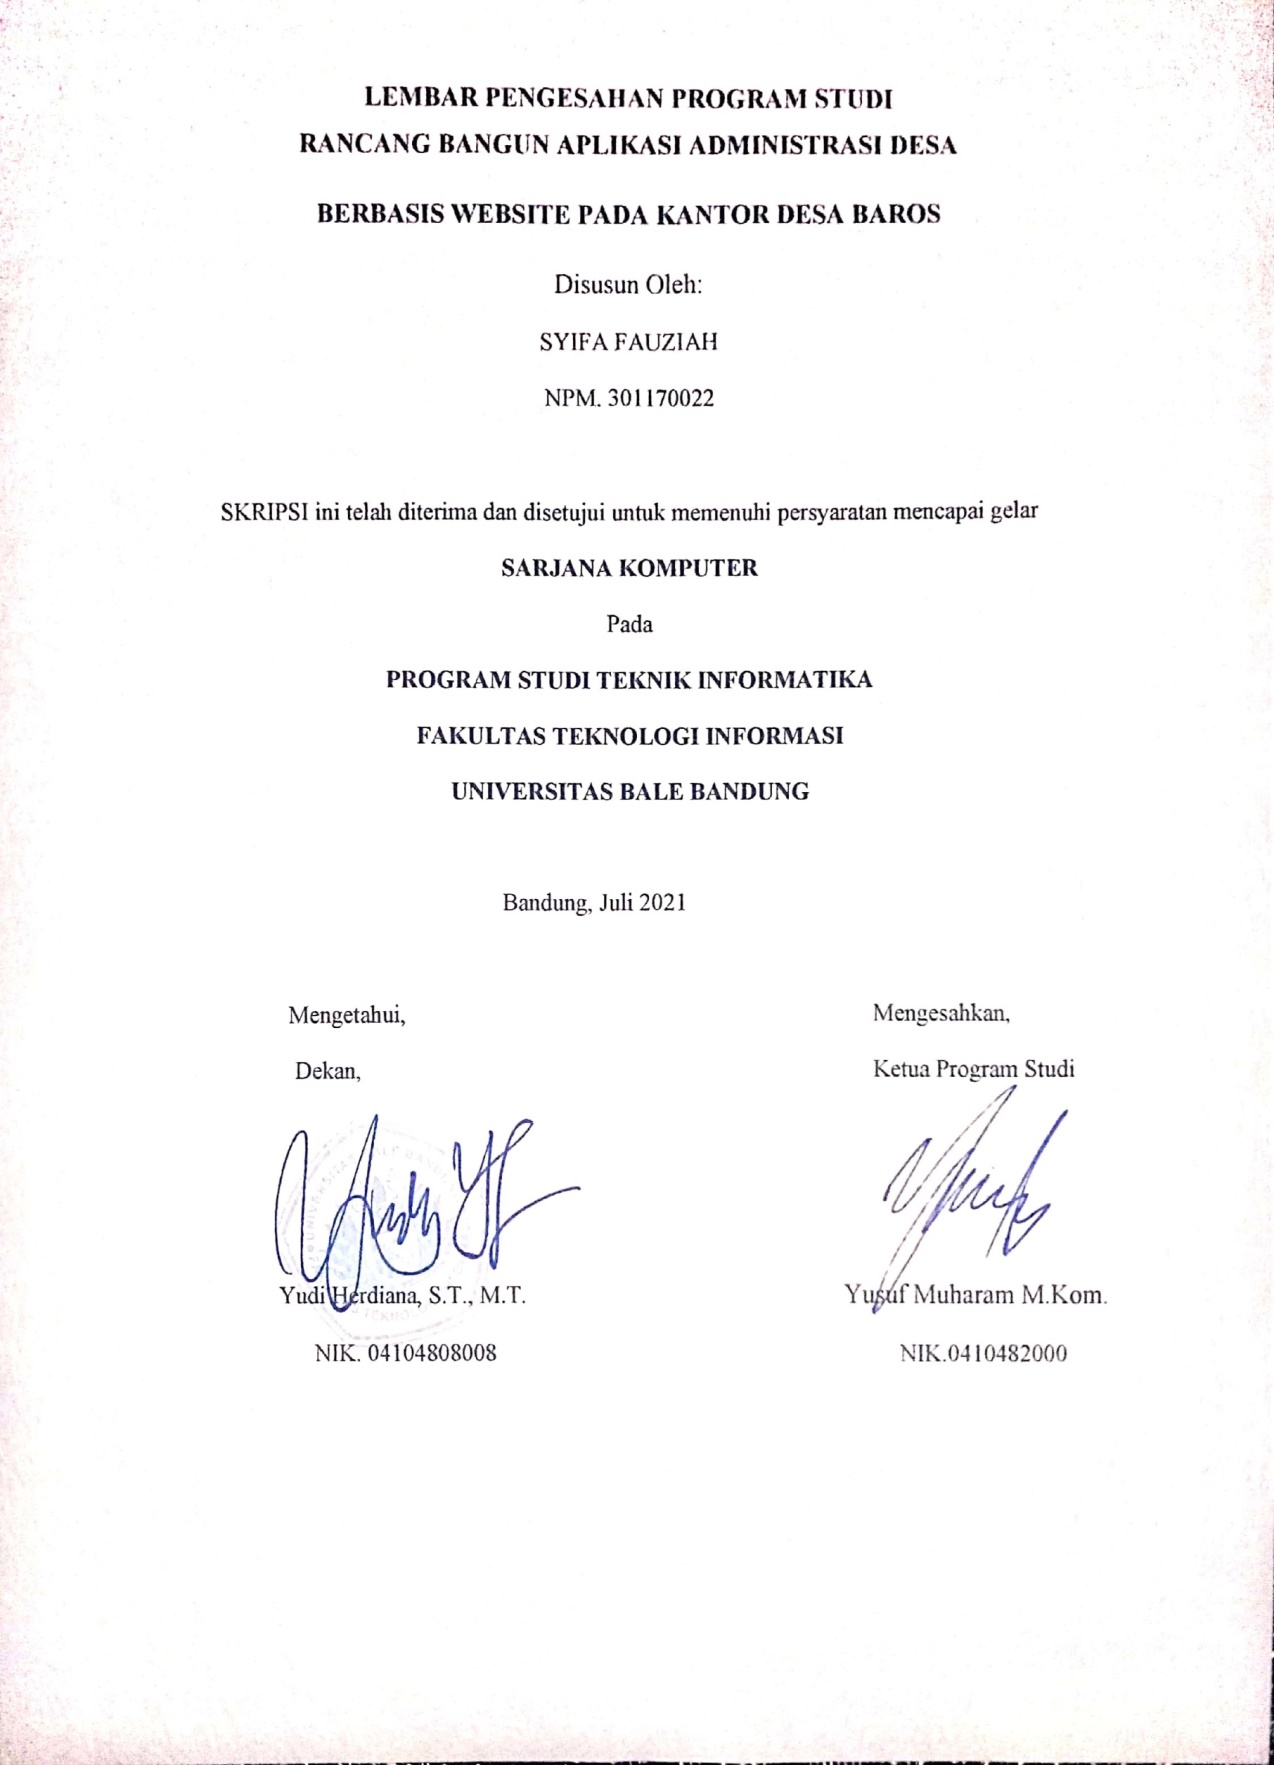 LEMBAR PENGESAHAN PROGRAM STUDI
RANCANG BANGUN APLIKASI ADMINISTRASI DESA
BERBASIS WEBSITE PADA KANTOR DESA BAROS
Disusun Oleh:
SYIFA FAUZIAH
NPM. 301170022
SKRIPSI ini telah diterima dan disetujui untuk memenuhi persyaratan mencapai gelar
SARJANA KOMPUTER
Pada
PROGRAM STUDI TEKNIK INFORMATIKA
FAKULTAS TEKNOLOGI INFORMASI
UNIVERSITAS BALE BANDUNG
Bandung, Juli 2021
Mengetahui,
Dekan,
Yudi Herdiana, S.T., M.T.
NIK. 04104808008
Mengesahkan,
Ketua Program Studi
Yusuf Muharam M.Kom.
NIK.0410482000